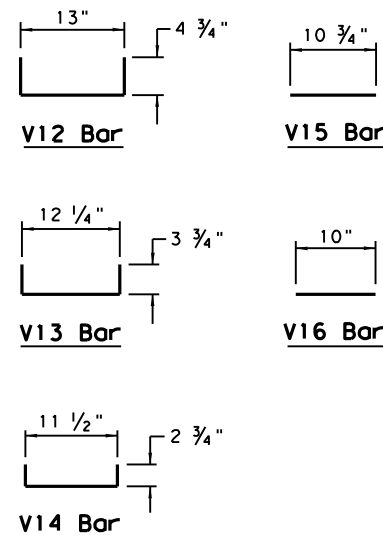 13"
4 3/4"
V12 Bar
10 3/4"
V15 Bar
12 1/4"
3 3/4"
V13 Bar
10"
V16 Bar
11 1/2"
2 3/4"
V14 Bar